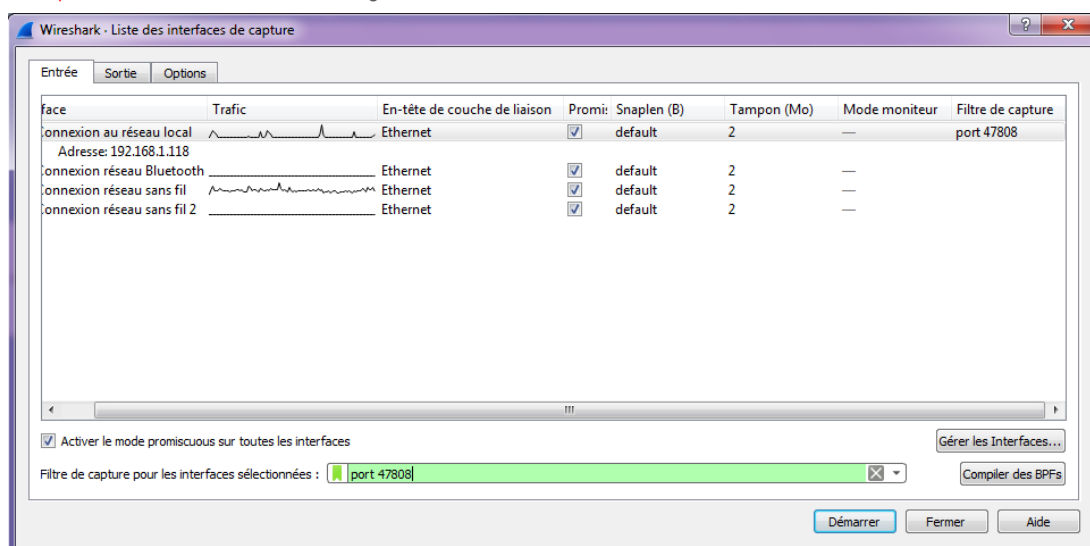 Wireshark · Liste des interfaces de capture
Entrée Sortie Options
face Trafic En-tête de couche de liaison Promis Snaplen (B) Tampon (Mo) Mode moniteur Filtre de capture
onnexion au réseau local Ethernet default 2 — port 47808
Adresse: 192.168.1.118
onnexion réseau Bluetooth Ethernet default 2 —
onnexion réseau sans fil Ethernet default 2 —
onnexion réseau sans fil 2 Ethernet default 2 —
Activer le mode promiscuous sur toutes les interfaces Gérer les Interfaces...
Filtre de capture pour les interfaces sélectionnées : port 47808 Compiler des BPFs
Démarrer Fermer Aide